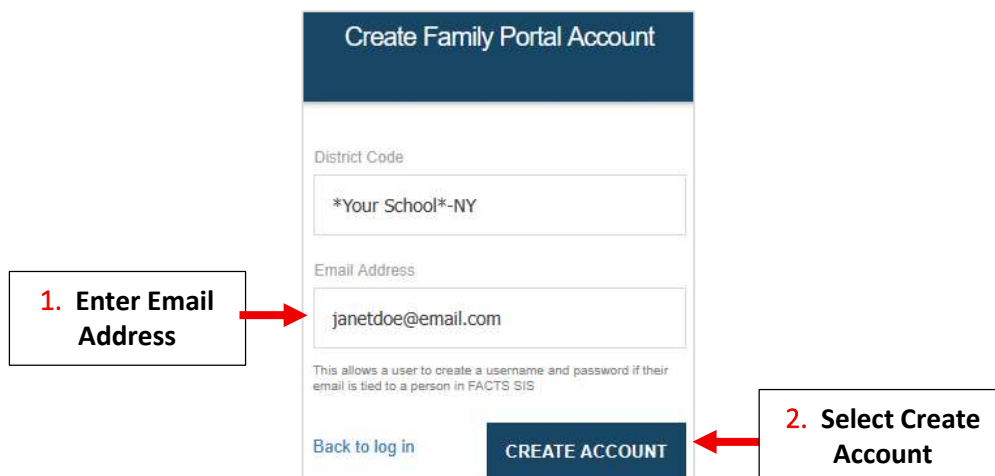 Create Family Portal Account
District Code
*Your School*-NY
Email Address
1. Enter Email
Address
janetdoe@email.com
This allows a user to create a username and password if their
email is tied to a person in FACTS SIS
Back to log in
CREATE ACCOUNT
2. Select Create
Account